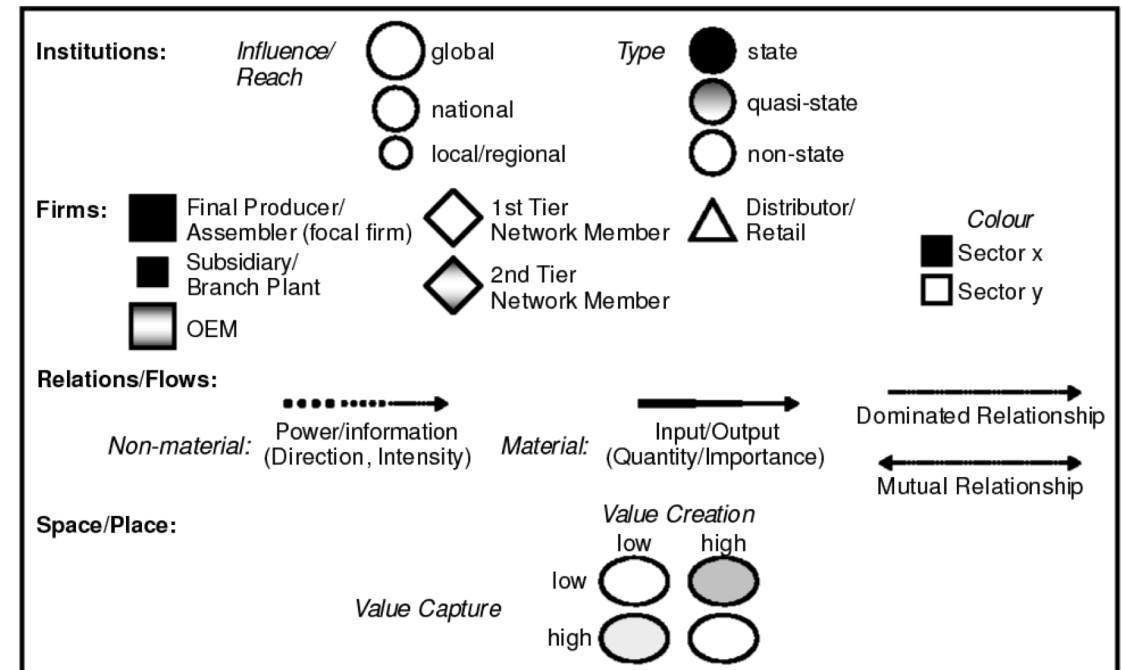 Institutions:
Influence/
Reach
global
national
local/regional
Type
state
quasi-state
non-state
Firms:
Final Producer/
Assembler (focal firm)
Subsidiary/
Branch Plant
OEM
1st Tier
Network Member
2nd Tier
Network Member
Distributor/
Retail
Colour
Sector x
Sector y
Relations/Flows:
Non-material:
Power/information
(Direction, Intensity)
Material:
Input/Output
(Quantity/Importance)
Dominated Relationship
Mutual Relationship
Space/Place:
Value Creation
low high
Value Capture
low
high